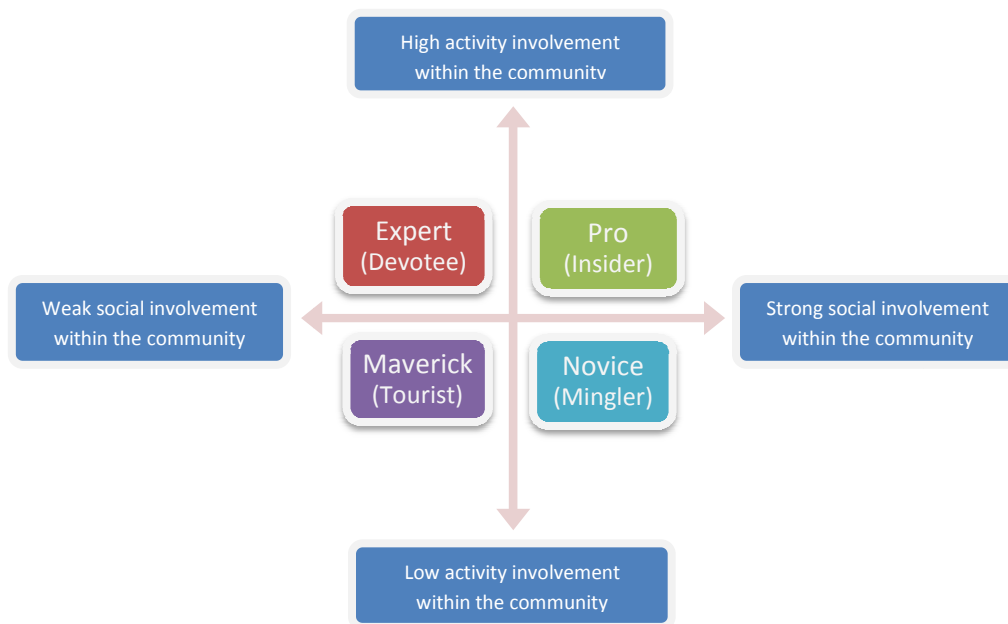 High activity involvement
within the community
Expert
(Devotee)
Pro
(Insider)
Weak social involvement
within the community
Strong social involvement
within the community
Maverick
(Tourist)
Novice
(Mingler)
Low activity involvement
within the community